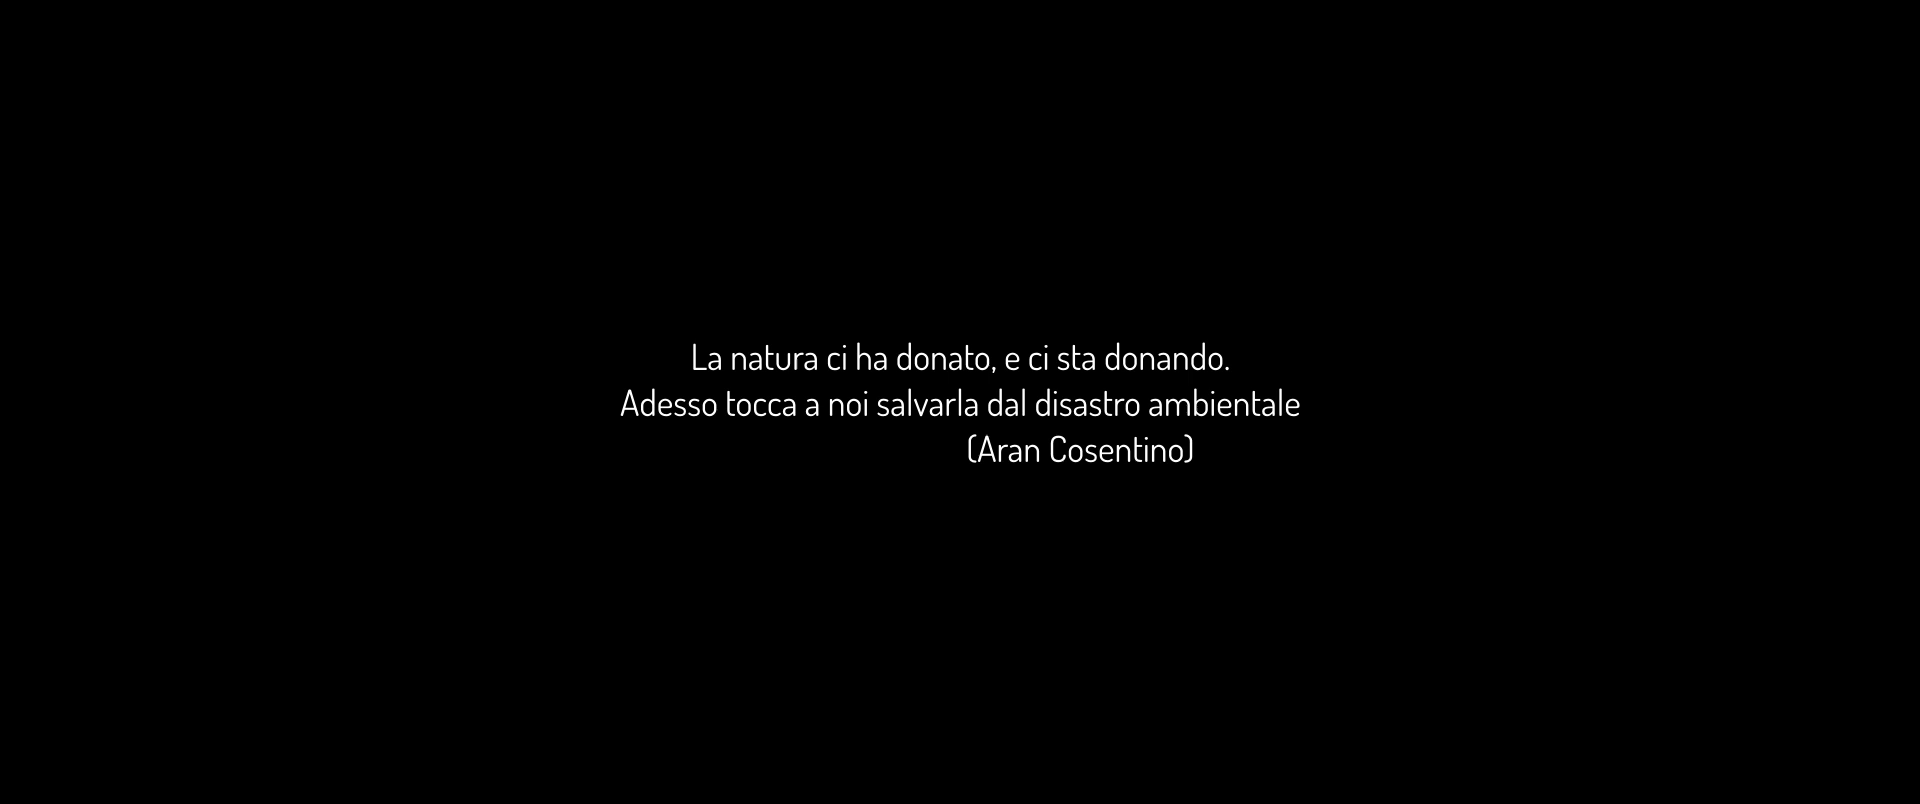 La natura ci ha donato, e ci sta donando.
Adesso tocca a noi salvarla dal disastro ambientale
(Aran Cosentino)